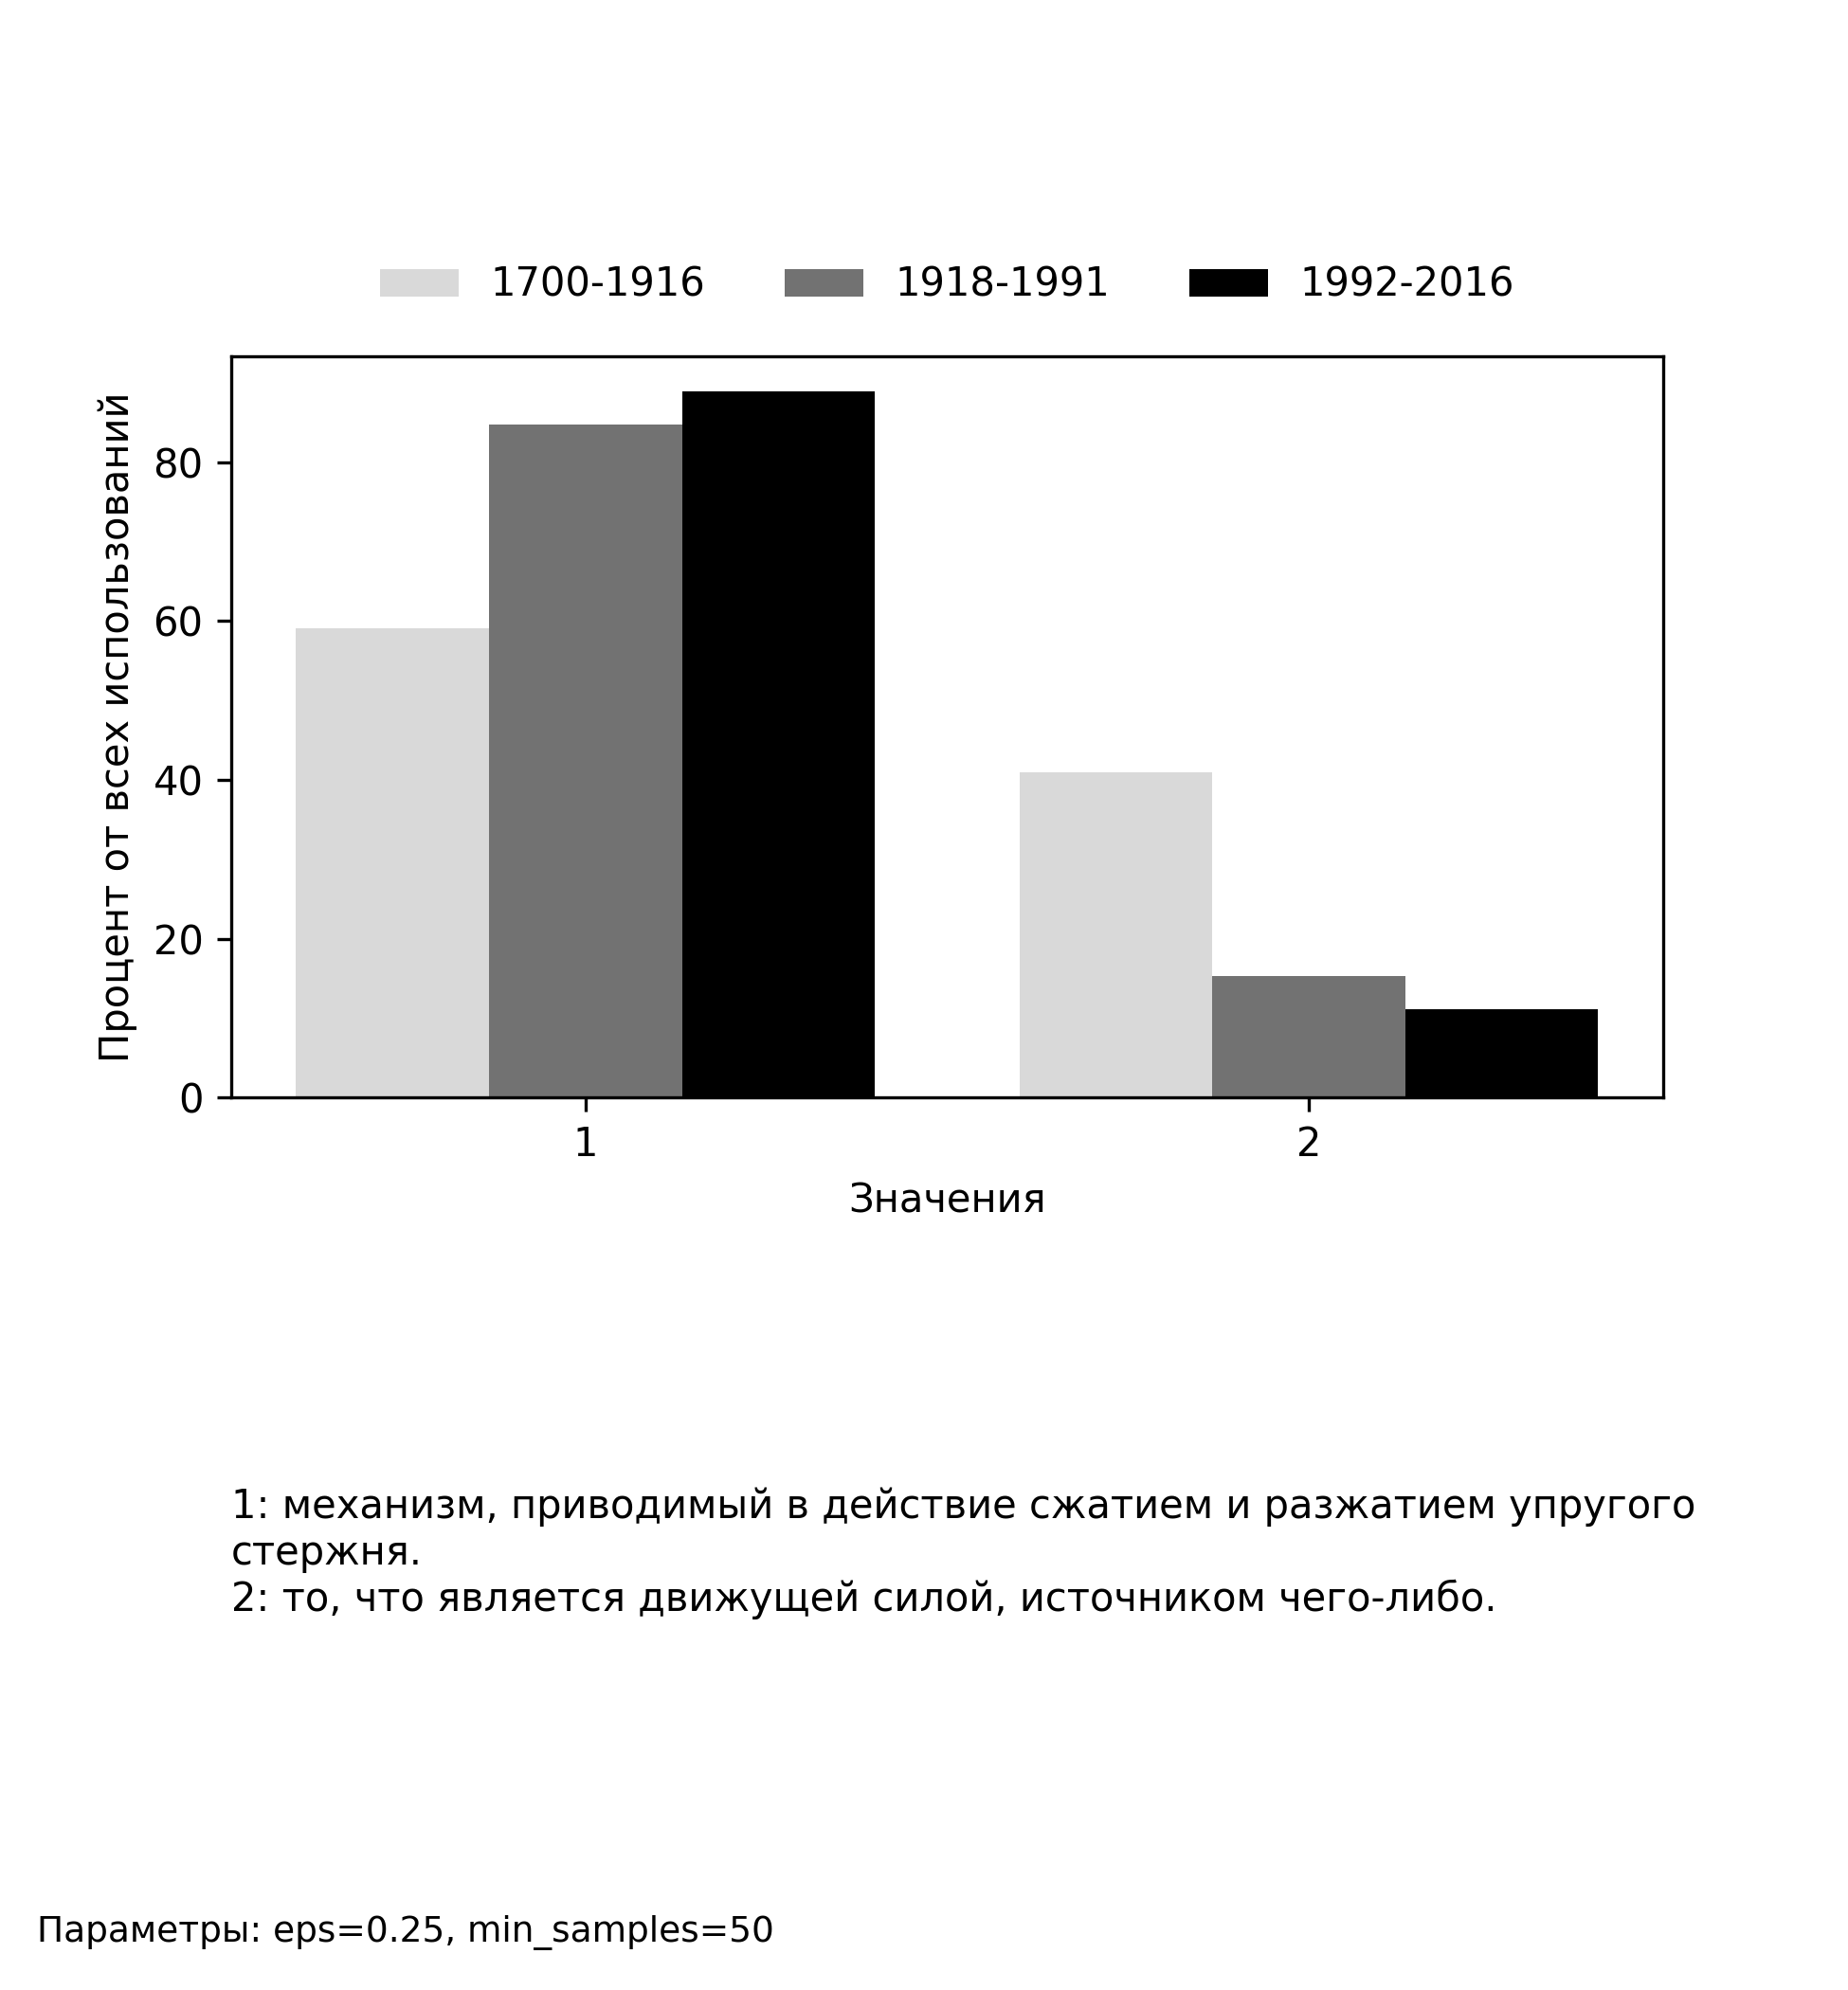 1700-1916 1918-1991 1992-2016
Процент от всех использований
80
60
40
20
0
1 2
Значения
1: механизм, приводимый в действие сжатием и разжатием упругого
стержня.
2: то, что является движущей силой, источником чего-либо.
Параметры: eps=0.25, min_samples=50